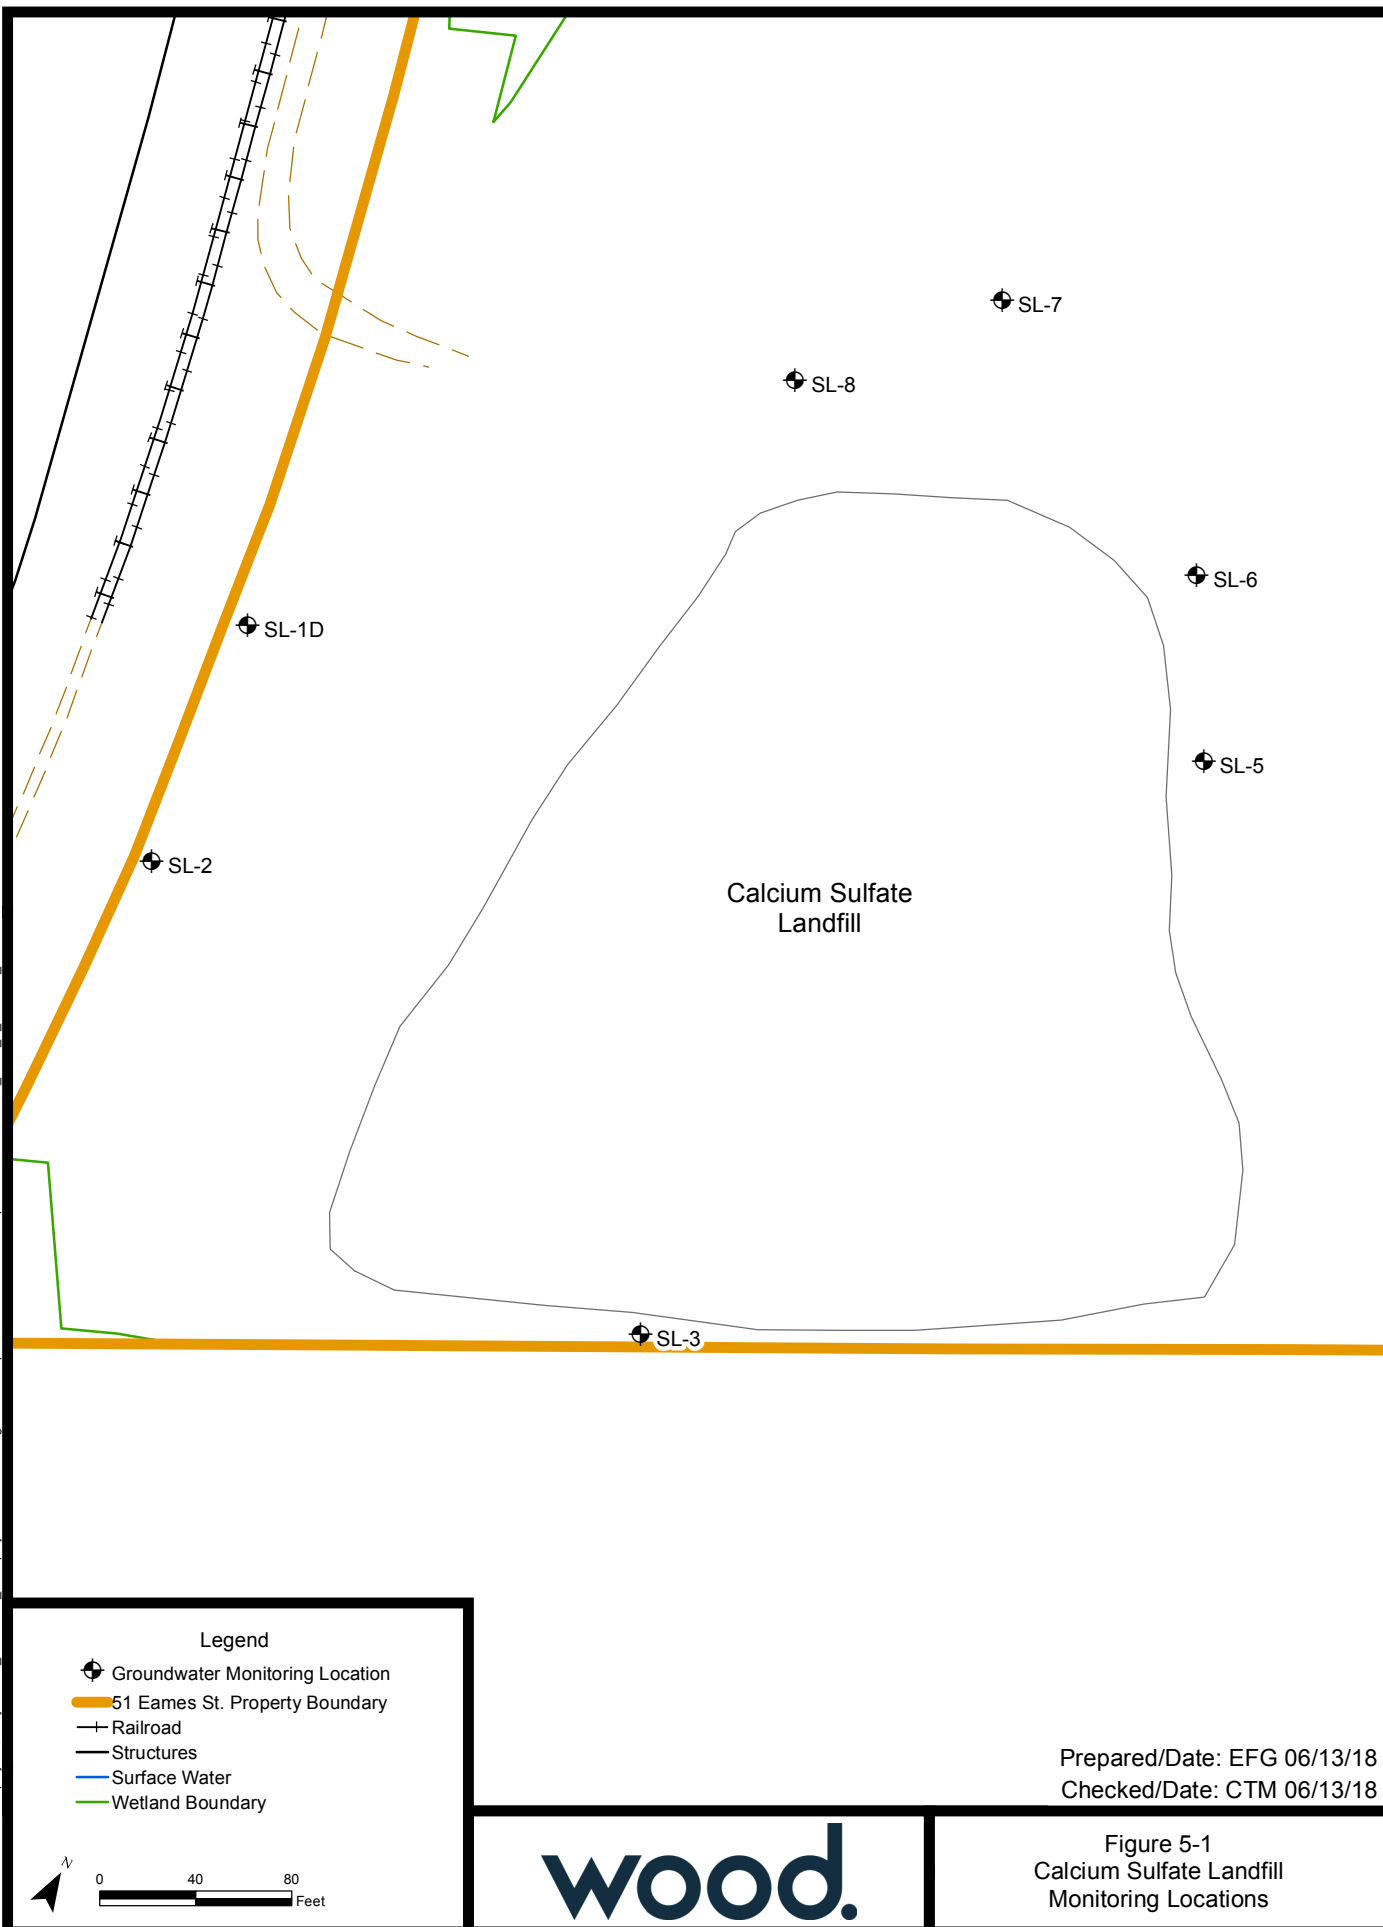 SL-7
SL-8
SL-6
SL-1D
SL-5
SL-2
Calcium Sulfate
Landfill
SL-3
Legend
Groundwater Monitoring Location
51 Eames St. Property Boundary
Railroad
Structures
Surface Water
Wetland Boundary
N
0 40 80
Feet
Prepared/Date: EFG 06/13/18
Checked/Date: CTM 06/13/18
wood.
Figure 5-1
Calcium Sulfate Landfill
Monitoring Locations